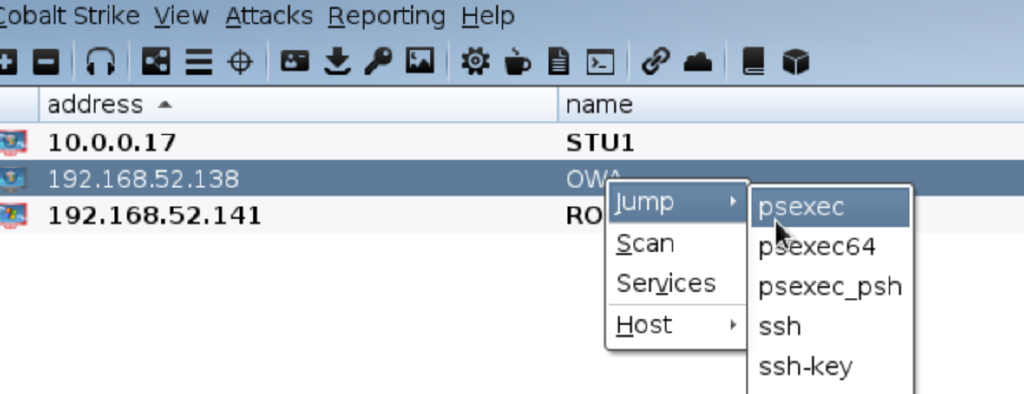 Cobalt Strike View Attacks Reporting Help
address name
10.0.0.17 STU1
192.168.52.138 OWA
192.168.52.141 RO
Jump psexec
Scan psexec64
Services psexec_psh
Host ssh
ssh-key